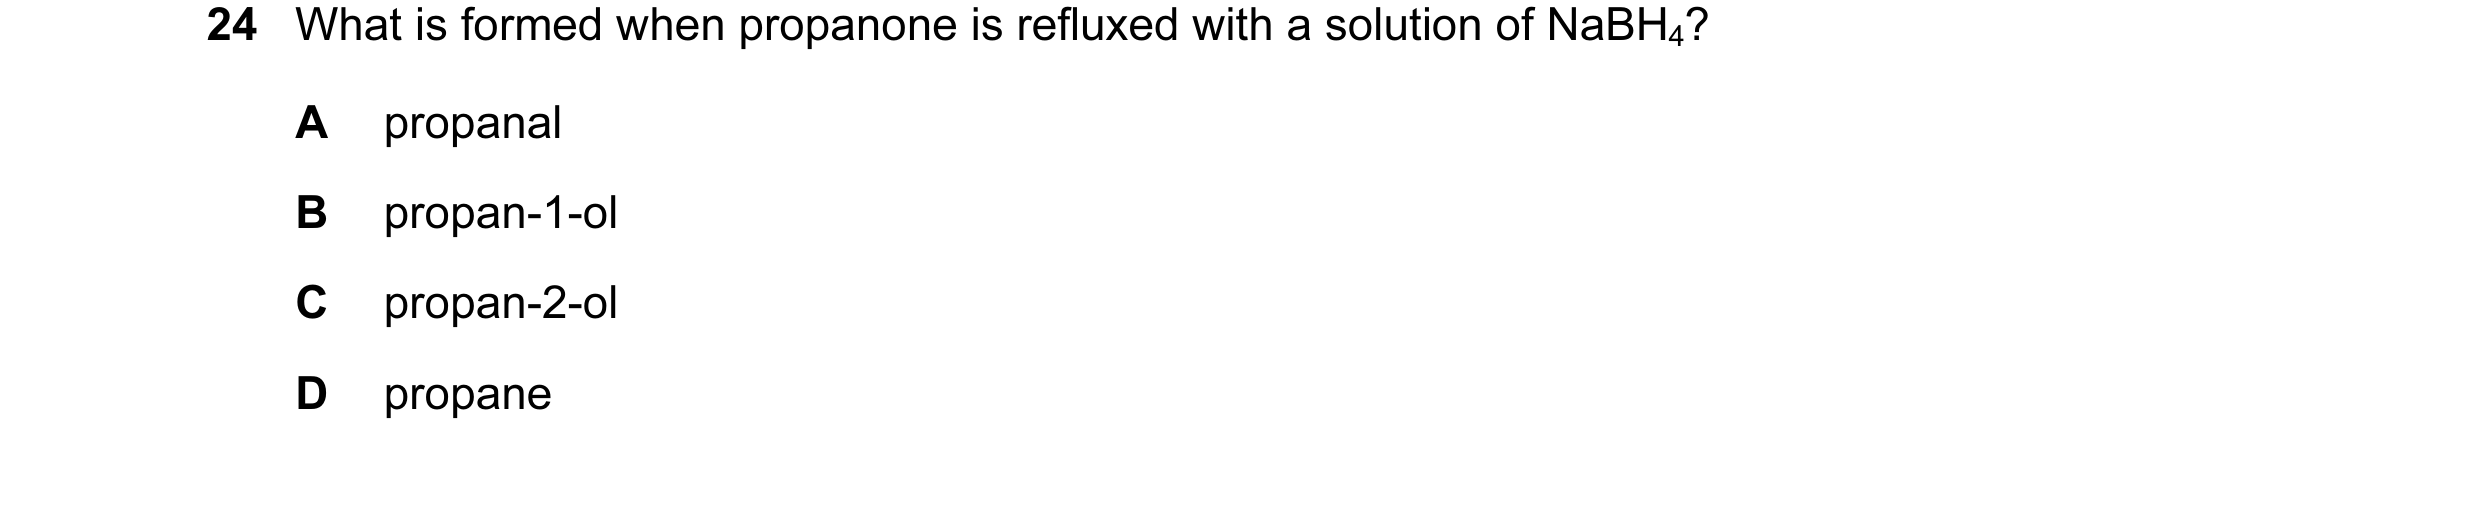 24 What is formed when propanone is refluxed with a solution of NaBH₄?
A propanal
B propan-1-ol
C propan-2-ol
D propane